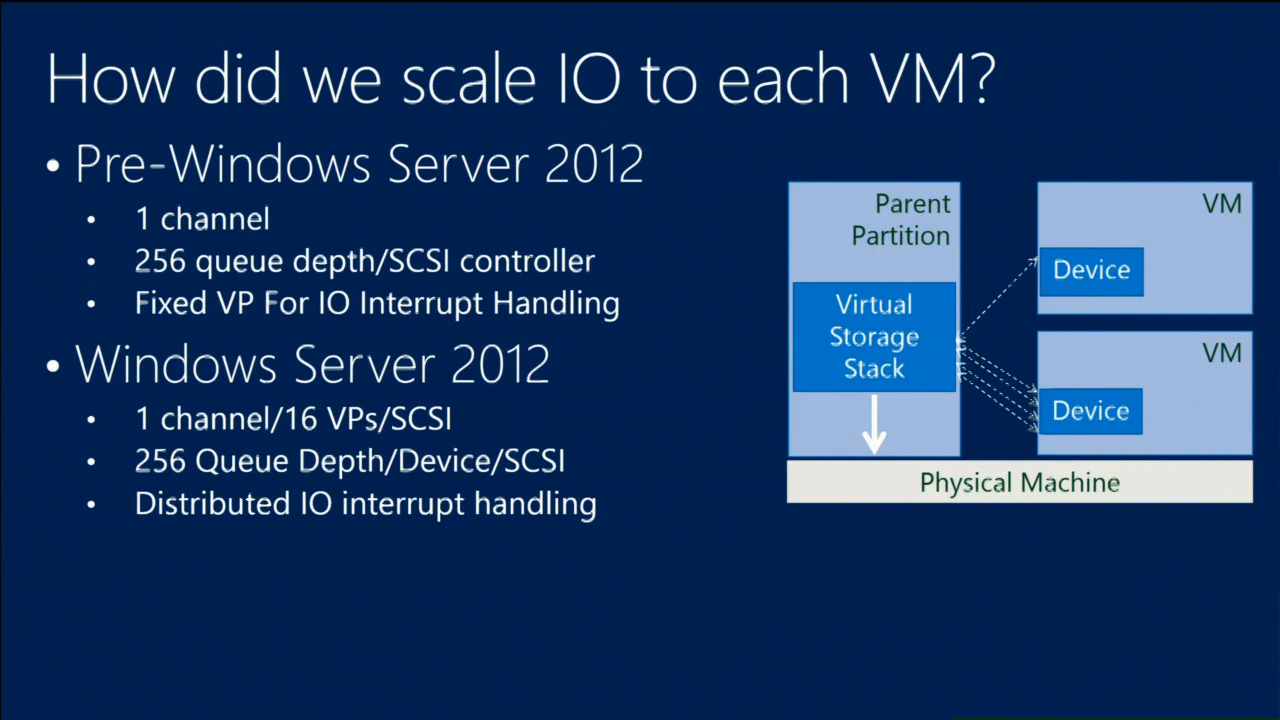 How did we scale IO to each VM?
• Pre-Windows Server 2012
• 1 channel
• 256 queue depth/SCSI controller
• Fixed VP For IO Interrupt Handling
• Windows Server 2012
• 1 channel/16 VPs/SCSI
• 256 Queue Depth/Device/SCSI
• Distributed IO interrupt handling
Parent
Partition
Virtual
Storage
Stack
VM
Device
VM
Device
Physical Machine